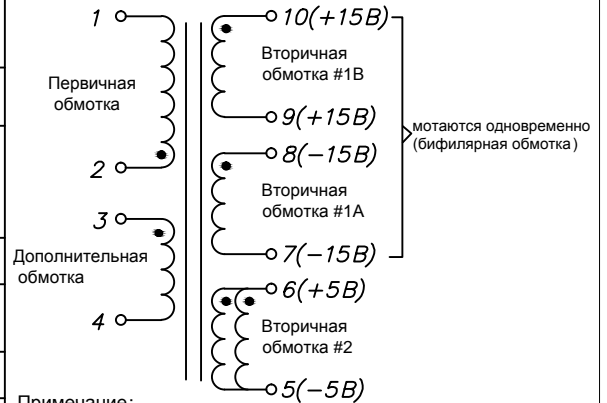 1
10(+15В)
Первичная
обмотка
Вторичная
обмотка #1В
9(+15В)
мотаются одновременно
(бифилярная обмотка)
2
8(−15В)
Вторичная
обмотка #1А
3
Дополнительная
обмотка
7(−15В)
6(+5В)
4
Вторичная
обмотка #2
5(−5В)
Примечание: